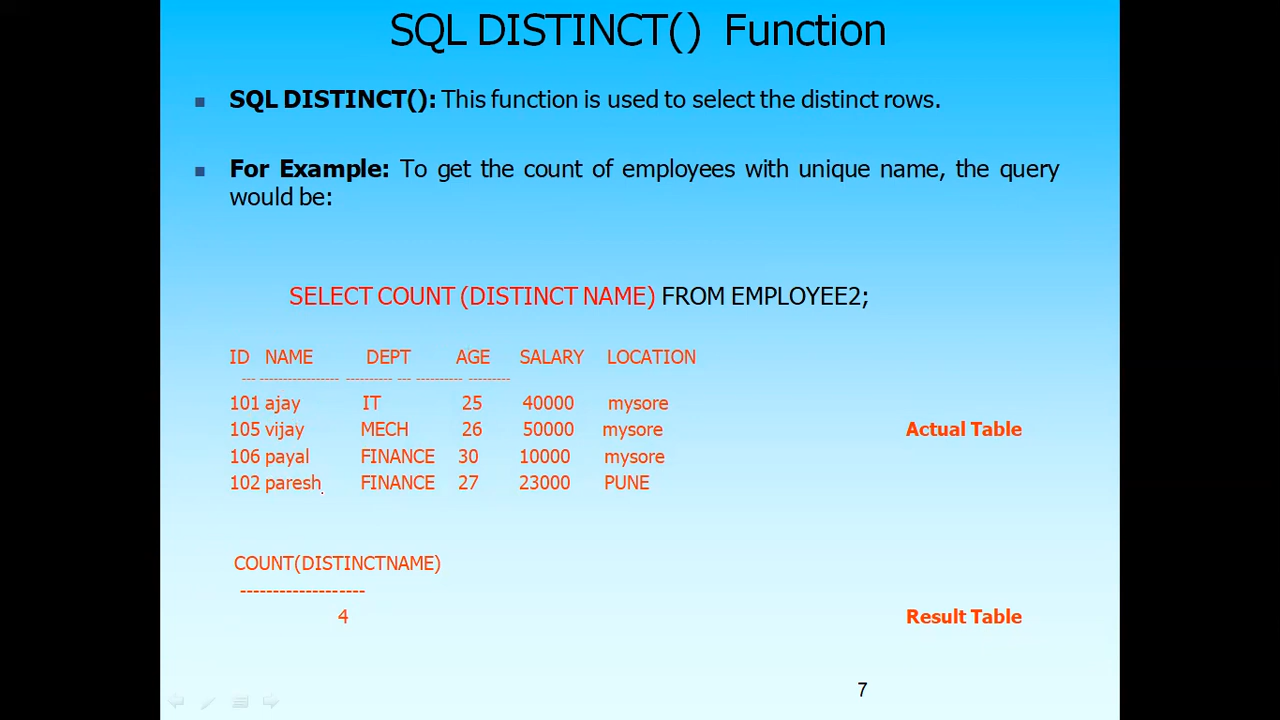 SQL DISTINCT() Function
SQL DISTINCT(): This function is used to select the distinct rows.
For Example: To get the count of employees with unique name, the query
would be:
SELECT COUNT (DISTINCT NAME) FROM EMPLOYEE2;
ID NAME DEPT AGE SALARY LOCATION
--- ----------------- ---------- --- ---------- ---------
101 ajay IT 25 40000 mysore
105 vijay MECH 26 50000 mysore Actual Table
106 payal FINANCE 30 10000 mysore
102 paresh FINANCE 27 23000 PUNE
COUNT(DISTINCTNAME)
-------------------
4 Result Table
7